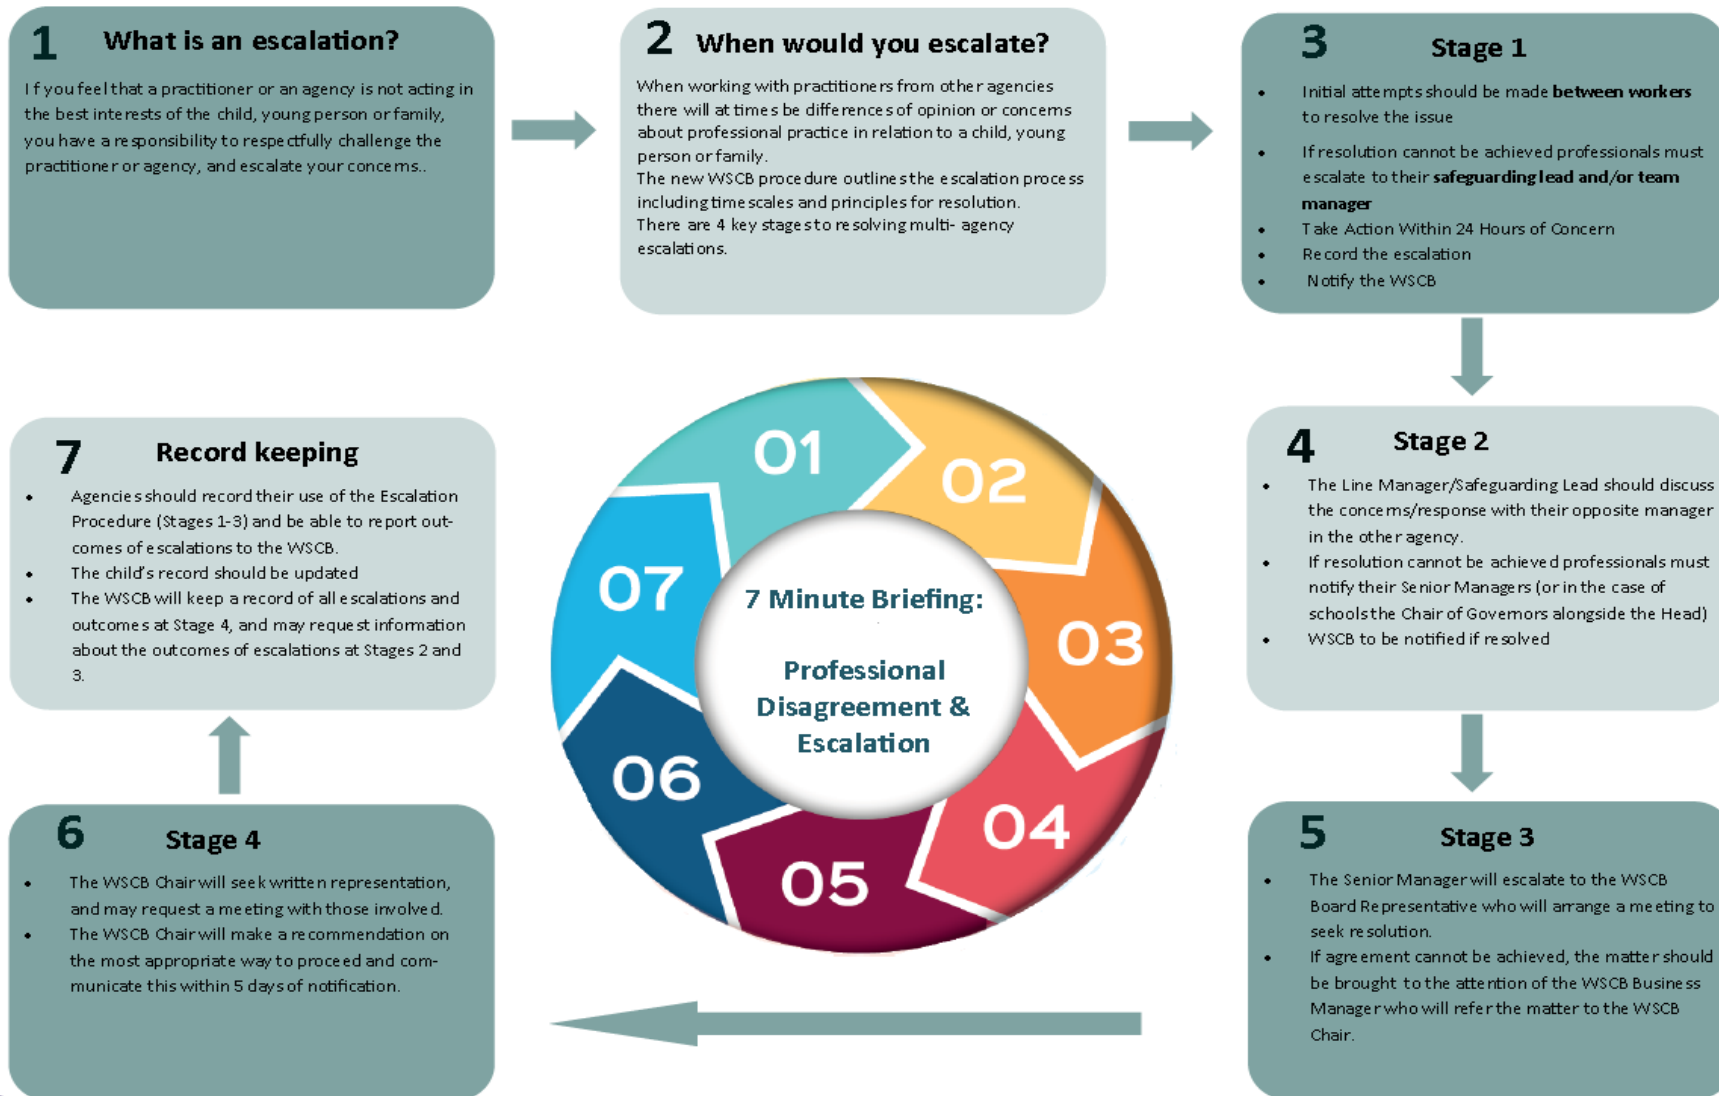 1 What is an escalation?
If you feel that a practitioner or an agency is not acting in
the best interests of the child, young person or family,
you have a responsibility to respectfully challenge the
practitioner or agency, and escalate your concerns..
2 When would you escalate?
When working with practitioners from other agencies
there will at times be differences of opinion or concerns
about professional practice in relation to a child, young
person or family.
The new WSCB procedure outlines the escalation process
including timescales and principles for resolution.
There are 4 key stages to resolving multi- agency
escalations.
3 Stage 1
• Initial attempts should be made between workers
to resolve the issue
• If resolution cannot be achieved professionals must
escalate to their safeguarding lead and/or team
manager
• Take Action Within 24 Hours of Concern
• Record the escalation
• Notify the WSCB
4 Stage 2
• The Line Manager/Safeguarding Lead should discuss
the concerns/response with their opposite manager
in the other agency.
• If resolution cannot be achieved professionals must
notify their Senior Managers (or in the case of
schools the Chair of Governors alongside the Head)
• WSCB to be notified if resolved
5 Stage 3
• The Senior Manager will escalate to the WSCB
Board Representative who will arrange a meeting to
seek resolution.
• If agreement cannot be achieved, the matter should
be brought to the attention of the WSCB Business
Manager who will refer the matter to the WSCB
Chair.
6 Stage 4
• The WSCB Chair will seek written representation,
and may request a meeting with those involved.
• The WSCB Chair will make a recommendation on
the most appropriate way to proceed and com-
municate this within 5 days of notification.
7 Record keeping
• Agencies should record their use of the Escalation
Procedure (Stages 1-3) and be able to report out-
comes of escalations to the WSCB.
• The child's record should be updated
• The WSCB will keep a record of all escalations and
outcomes at Stage 4, and may request information
about the outcomes of escalations at Stages 2 and
3.
01
02
03
04
05
06
07
7 Minute Briefing:
Professional
Disagreement &
Escalation